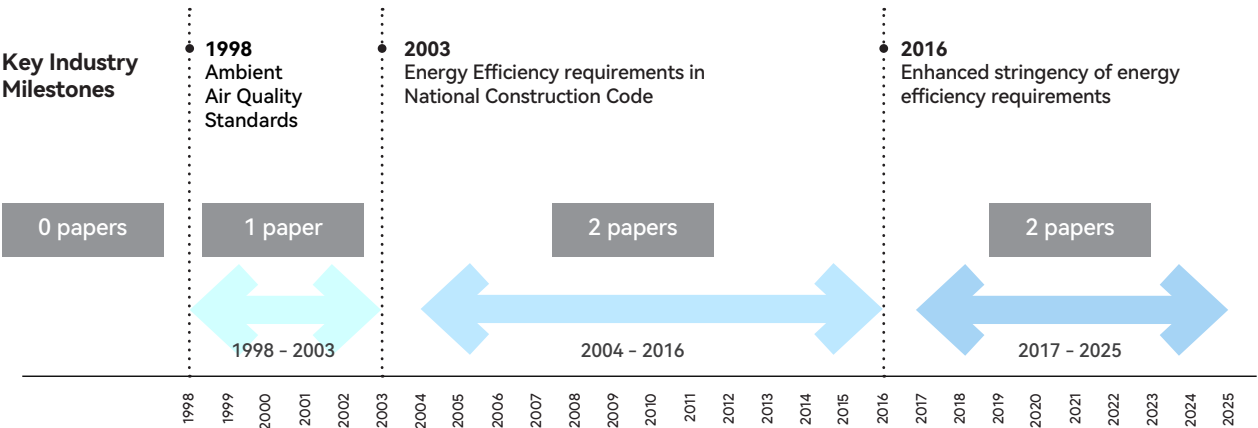 Key Industry
Milestones
1998
Ambient
Air Quality
Standards
2003
Energy Efficiency requirements in
National Construction Code
2016
Enhanced stringency of energy
efficiency requirements
0 papers
1 paper
2 papers
2 papers
1998 - 2003
2004 - 2016
2017 - 2025
1998
1999
2000
2001
2002
2003
2004
2005
2006
2007
2008
2009
2010
2011
2012
2013
2014
2015
2016
2017
2018
2019
2020
2021
2022
2023
2024
2025